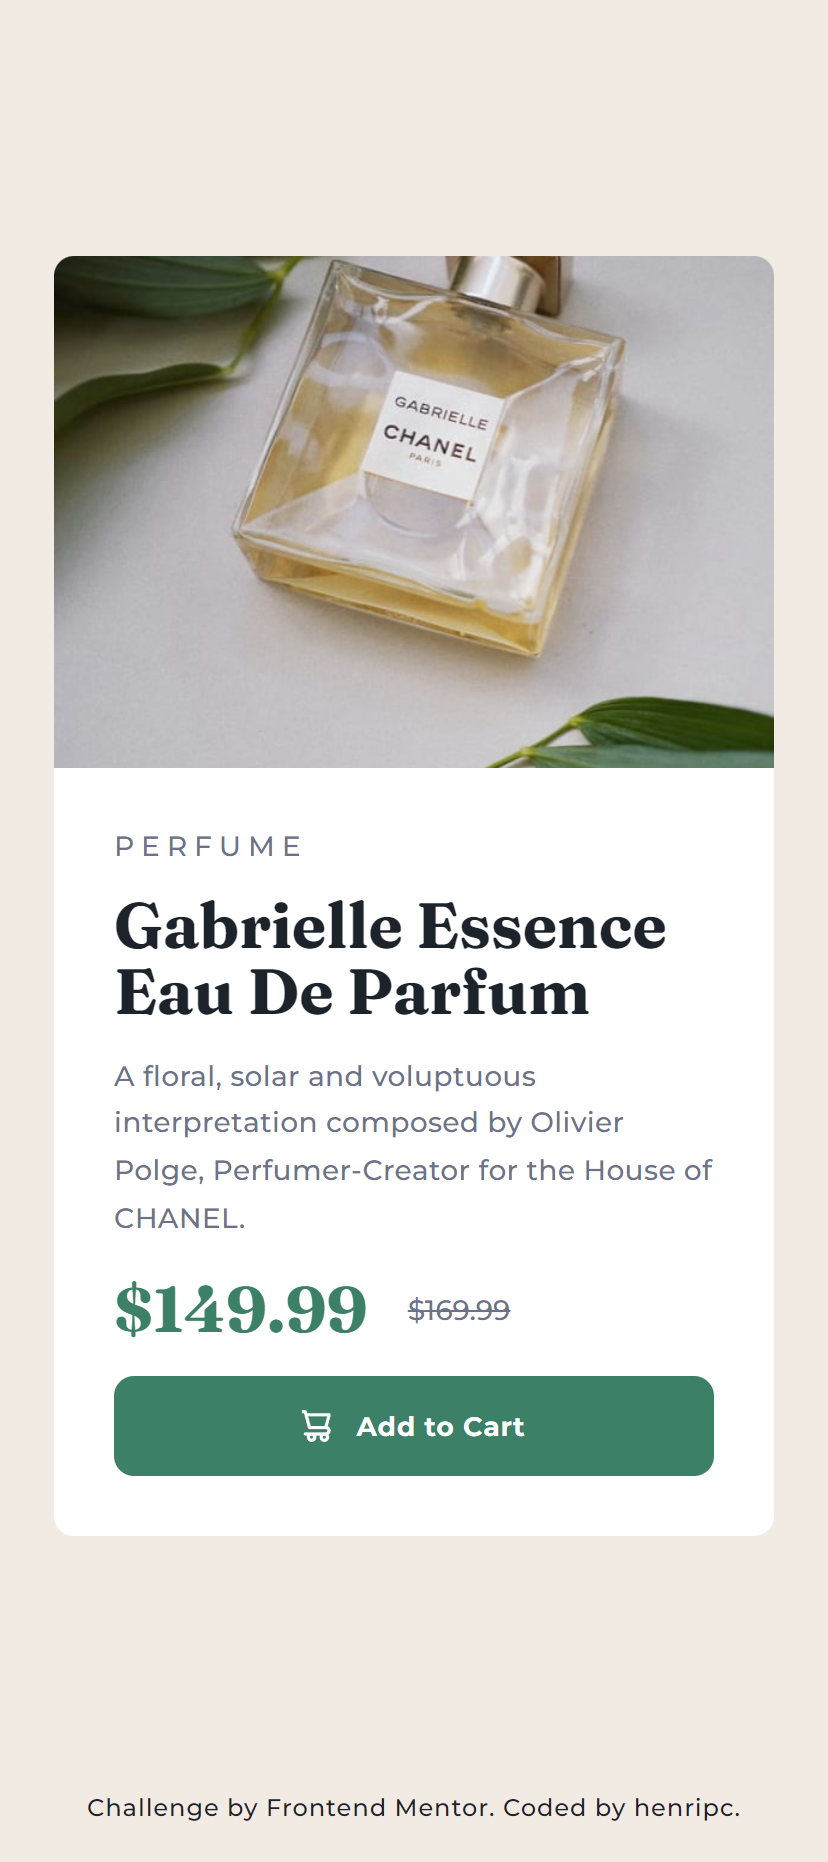 GABRIELLE
CHANEL
PARIS
PERFUME
Gabrielle Essence
Eau De Parfum
A floral, solar and voluptuous
interpretation composed by Olivier
Polge, Perfumer-Creator for the House of
CHANEL.
$149.99 $169.99
Add to Cart
Challenge by Frontend Mentor. Coded by henripc.